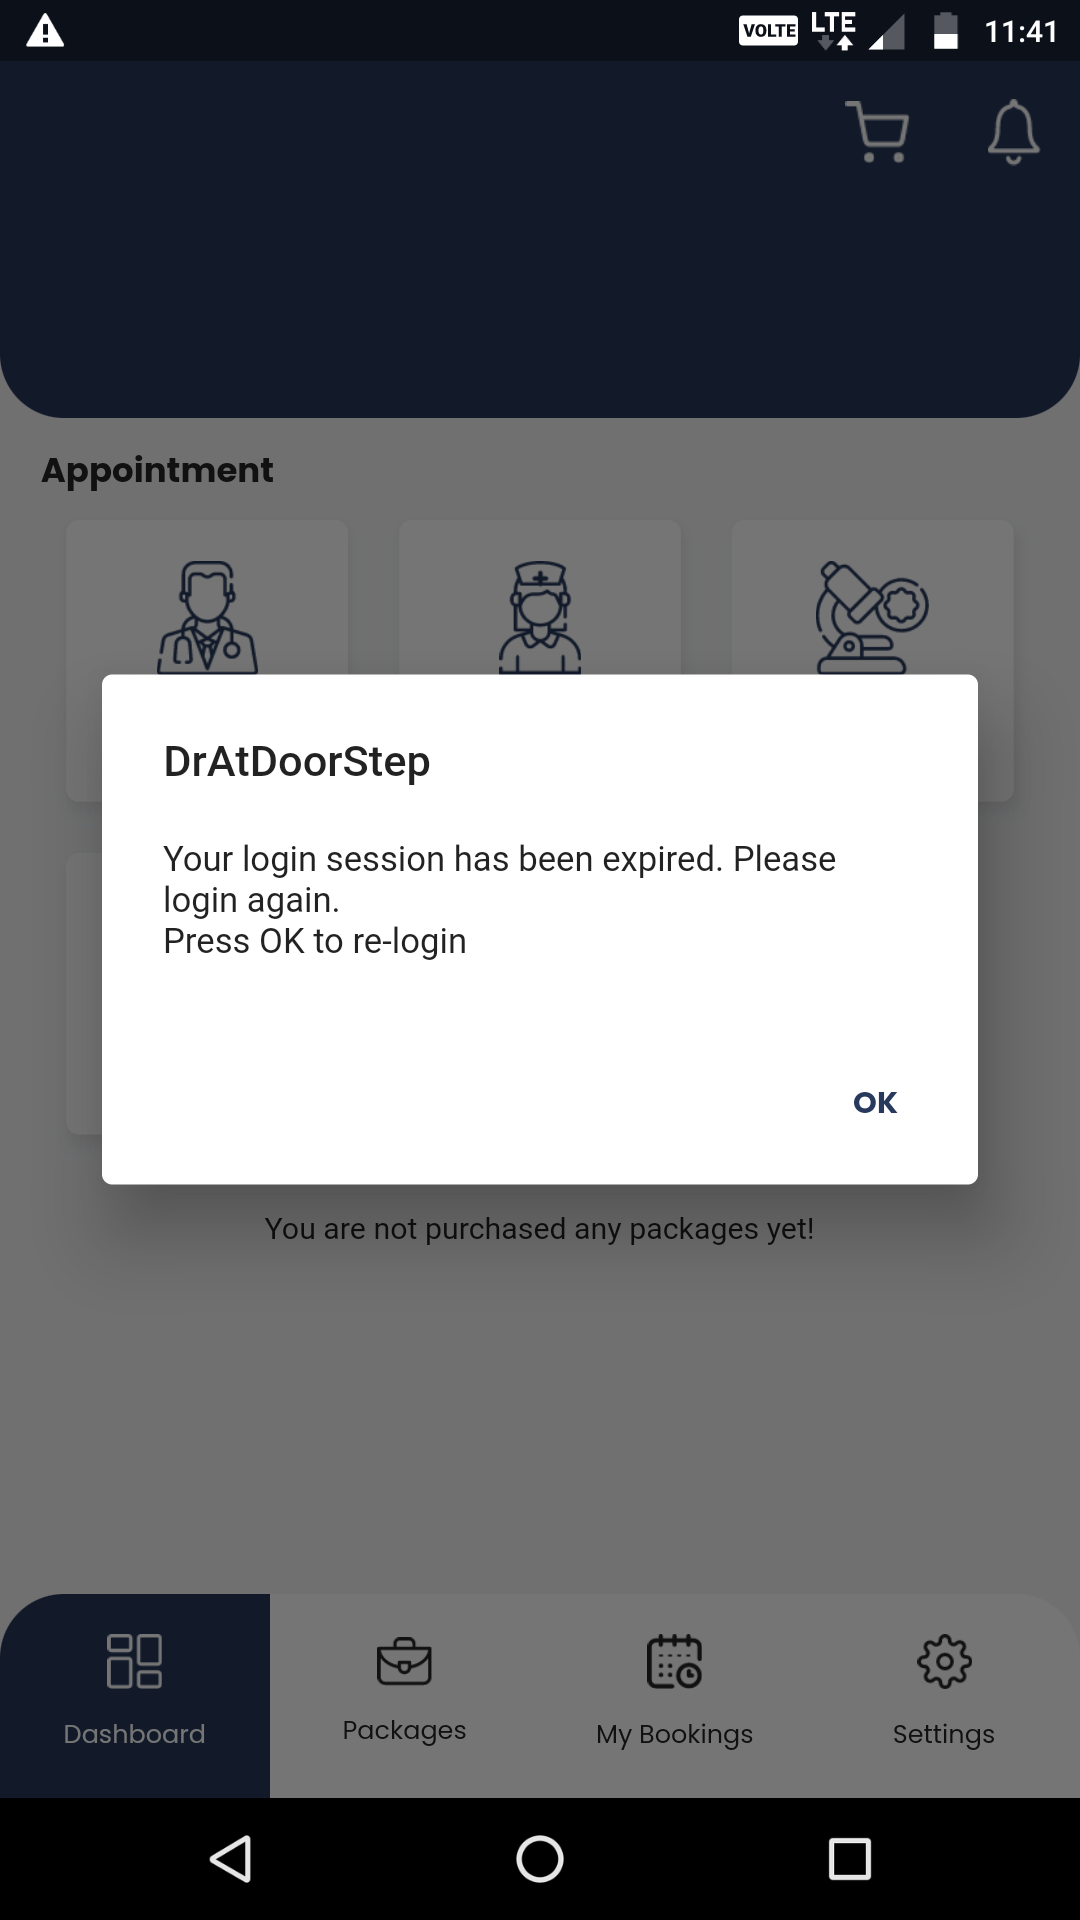 VOLTE LTE 11:41
Appointment
DrAtDoorStep
Your login session has been expired. Please
login again.
Press OK to re-login
OK
You are not purchased any packages yet!
Dashboard Packages My Bookings Settings